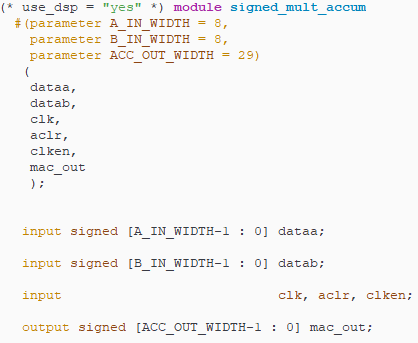 (* use_dsp = "yes" *) module signed_mult_accum
#(parameter A_IN_WIDTH = 8,
parameter B_IN_WIDTH = 8,
parameter ACC_OUT_WIDTH = 29)
(
dataa,
datab,
clk,
aclr,
clken,
mac_out
);
input signed [A_IN_WIDTH-1 : 0] dataa;
input signed [B_IN_WIDTH-1 : 0] datab;
input clk, aclr, clken;
output signed [ACC_OUT_WIDTH-1 : 0] mac_out;